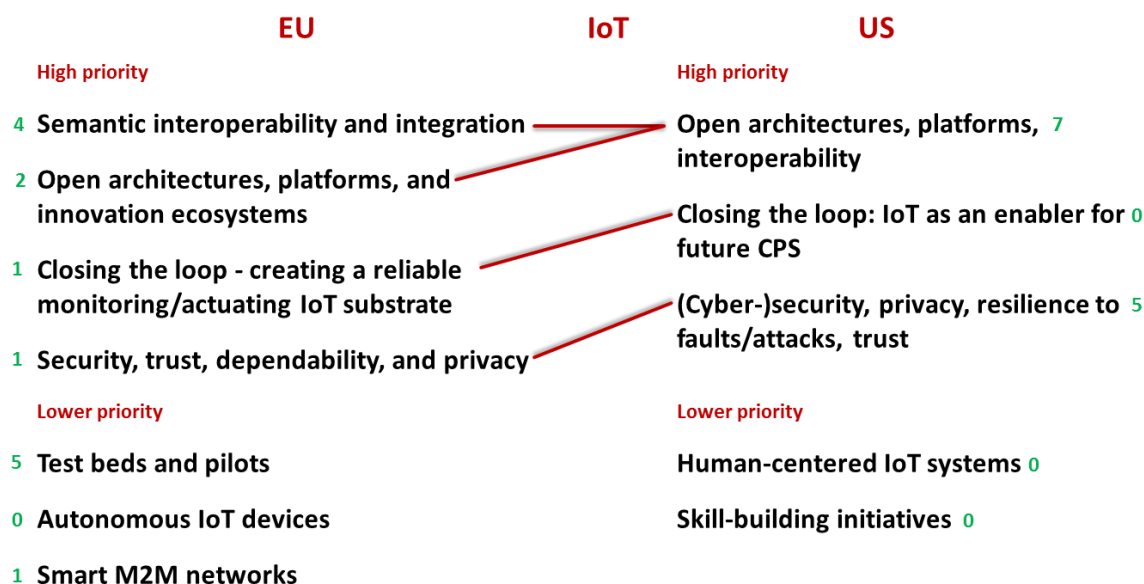 EU IoT US
High priority
4 Semantic interoperability and integration
2 Open architectures, platforms, and
innovation ecosystems
1 Closing the loop - creating a reliable
monitoring/actuating IoT substrate
1 Security, trust, dependability, and privacy
Lower priority
5 Test beds and pilots
0 Autonomous IoT devices
1 Smart M2M networks
High priority
Open architectures, platforms, 7
interoperability
Closing the loop: IoT as an enabler for 0
future CPS
(Cyber-)security, privacy, resilience to 5
faults/attacks, trust
Lower priority
Human-centered IoT systems 0
Skill-building initiatives 0